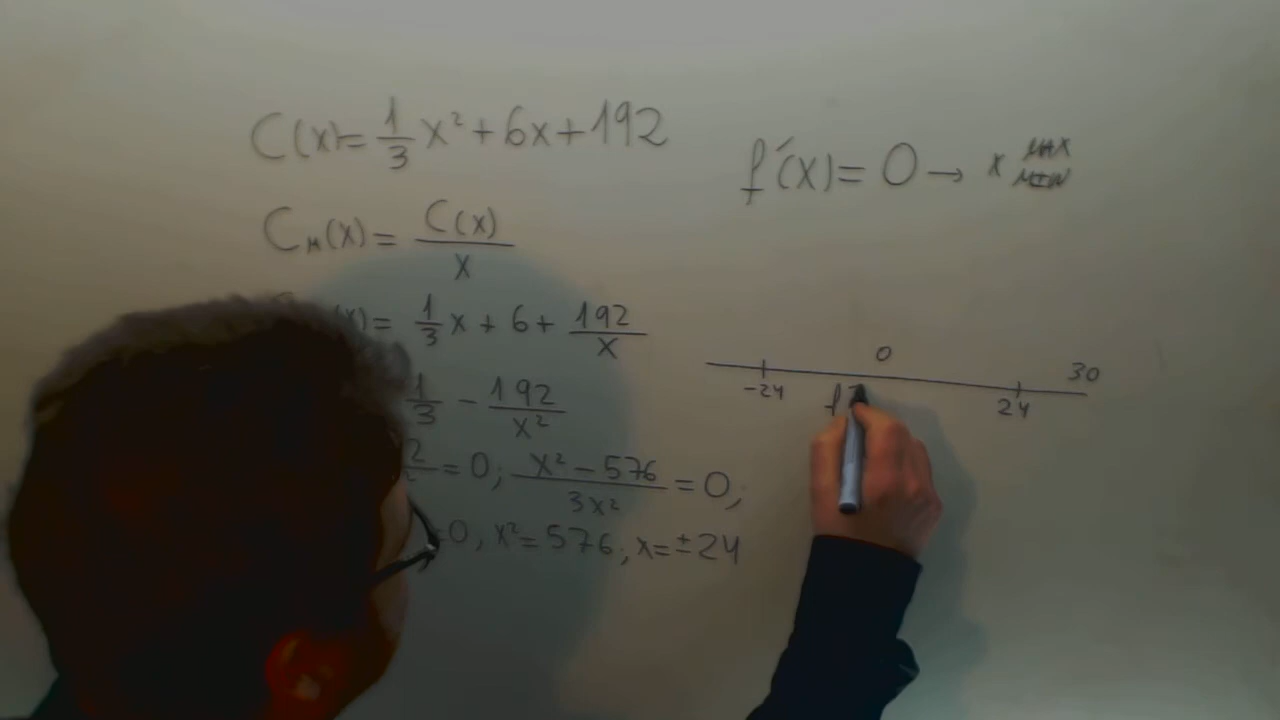 C(x)= 1/3 x² + 6x + 192
f´(x) = 0 → x MAX MIN
C_M(x) = C(x)/x
(x) = 1/3 x + 6 + 192/x
0 30
-24 24
1/3 - 192/x²
= 0; (x² - 576)/(3x²) = 0;
=0, x² = 576; x = ±24